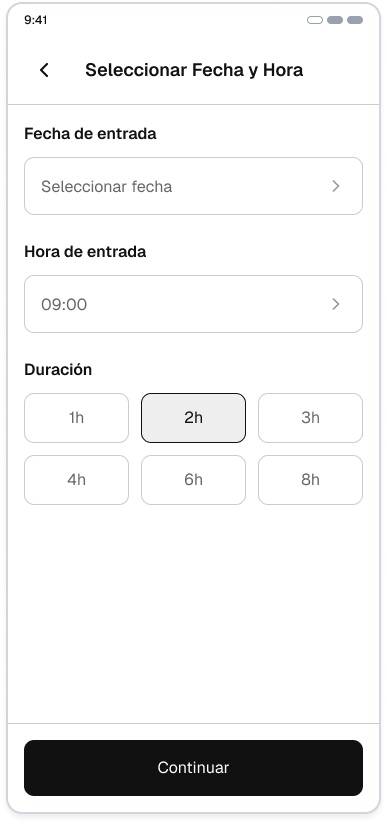 9:41
Seleccionar Fecha y Hora
Fecha de entrada
Seleccionar fecha
Hora de entrada
09:00
Duración
1h 2h 3h
4h 6h 8h
Continuar